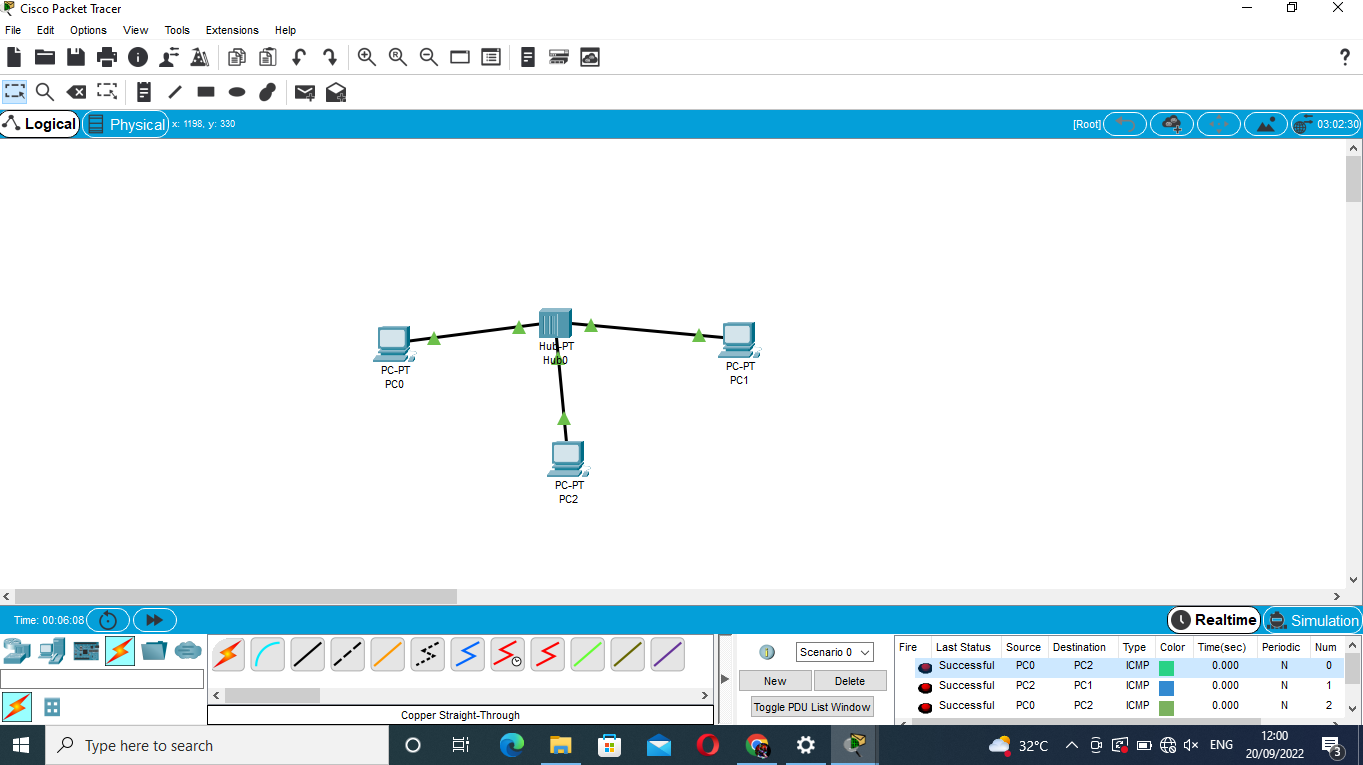 Cisco Packet Tracer
File Edit Options View Tools Extensions Help
?
Logical Physical x: 1198, y: 330 [Root] 03:02:30
Hub-PT
Hub0
PC-PT
PC0
PC-PT
PC1
PC-PT
PC2
Time: 00:06:08 Realtime Simulation
Scenario 0
New Delete
Toggle PDU List Window
Copper Straight-Through
Fire Last Status Source Destination Type Color Time(sec) Periodic Num
Successful PC0 PC2 ICMP 0.000 N 0
Successful PC2 PC1 ICMP 0.000 N 1
Successful PC0 PC2 ICMP 0.000 N 2
Type here to search
32°C ENG 12:00
20/09/2022
3